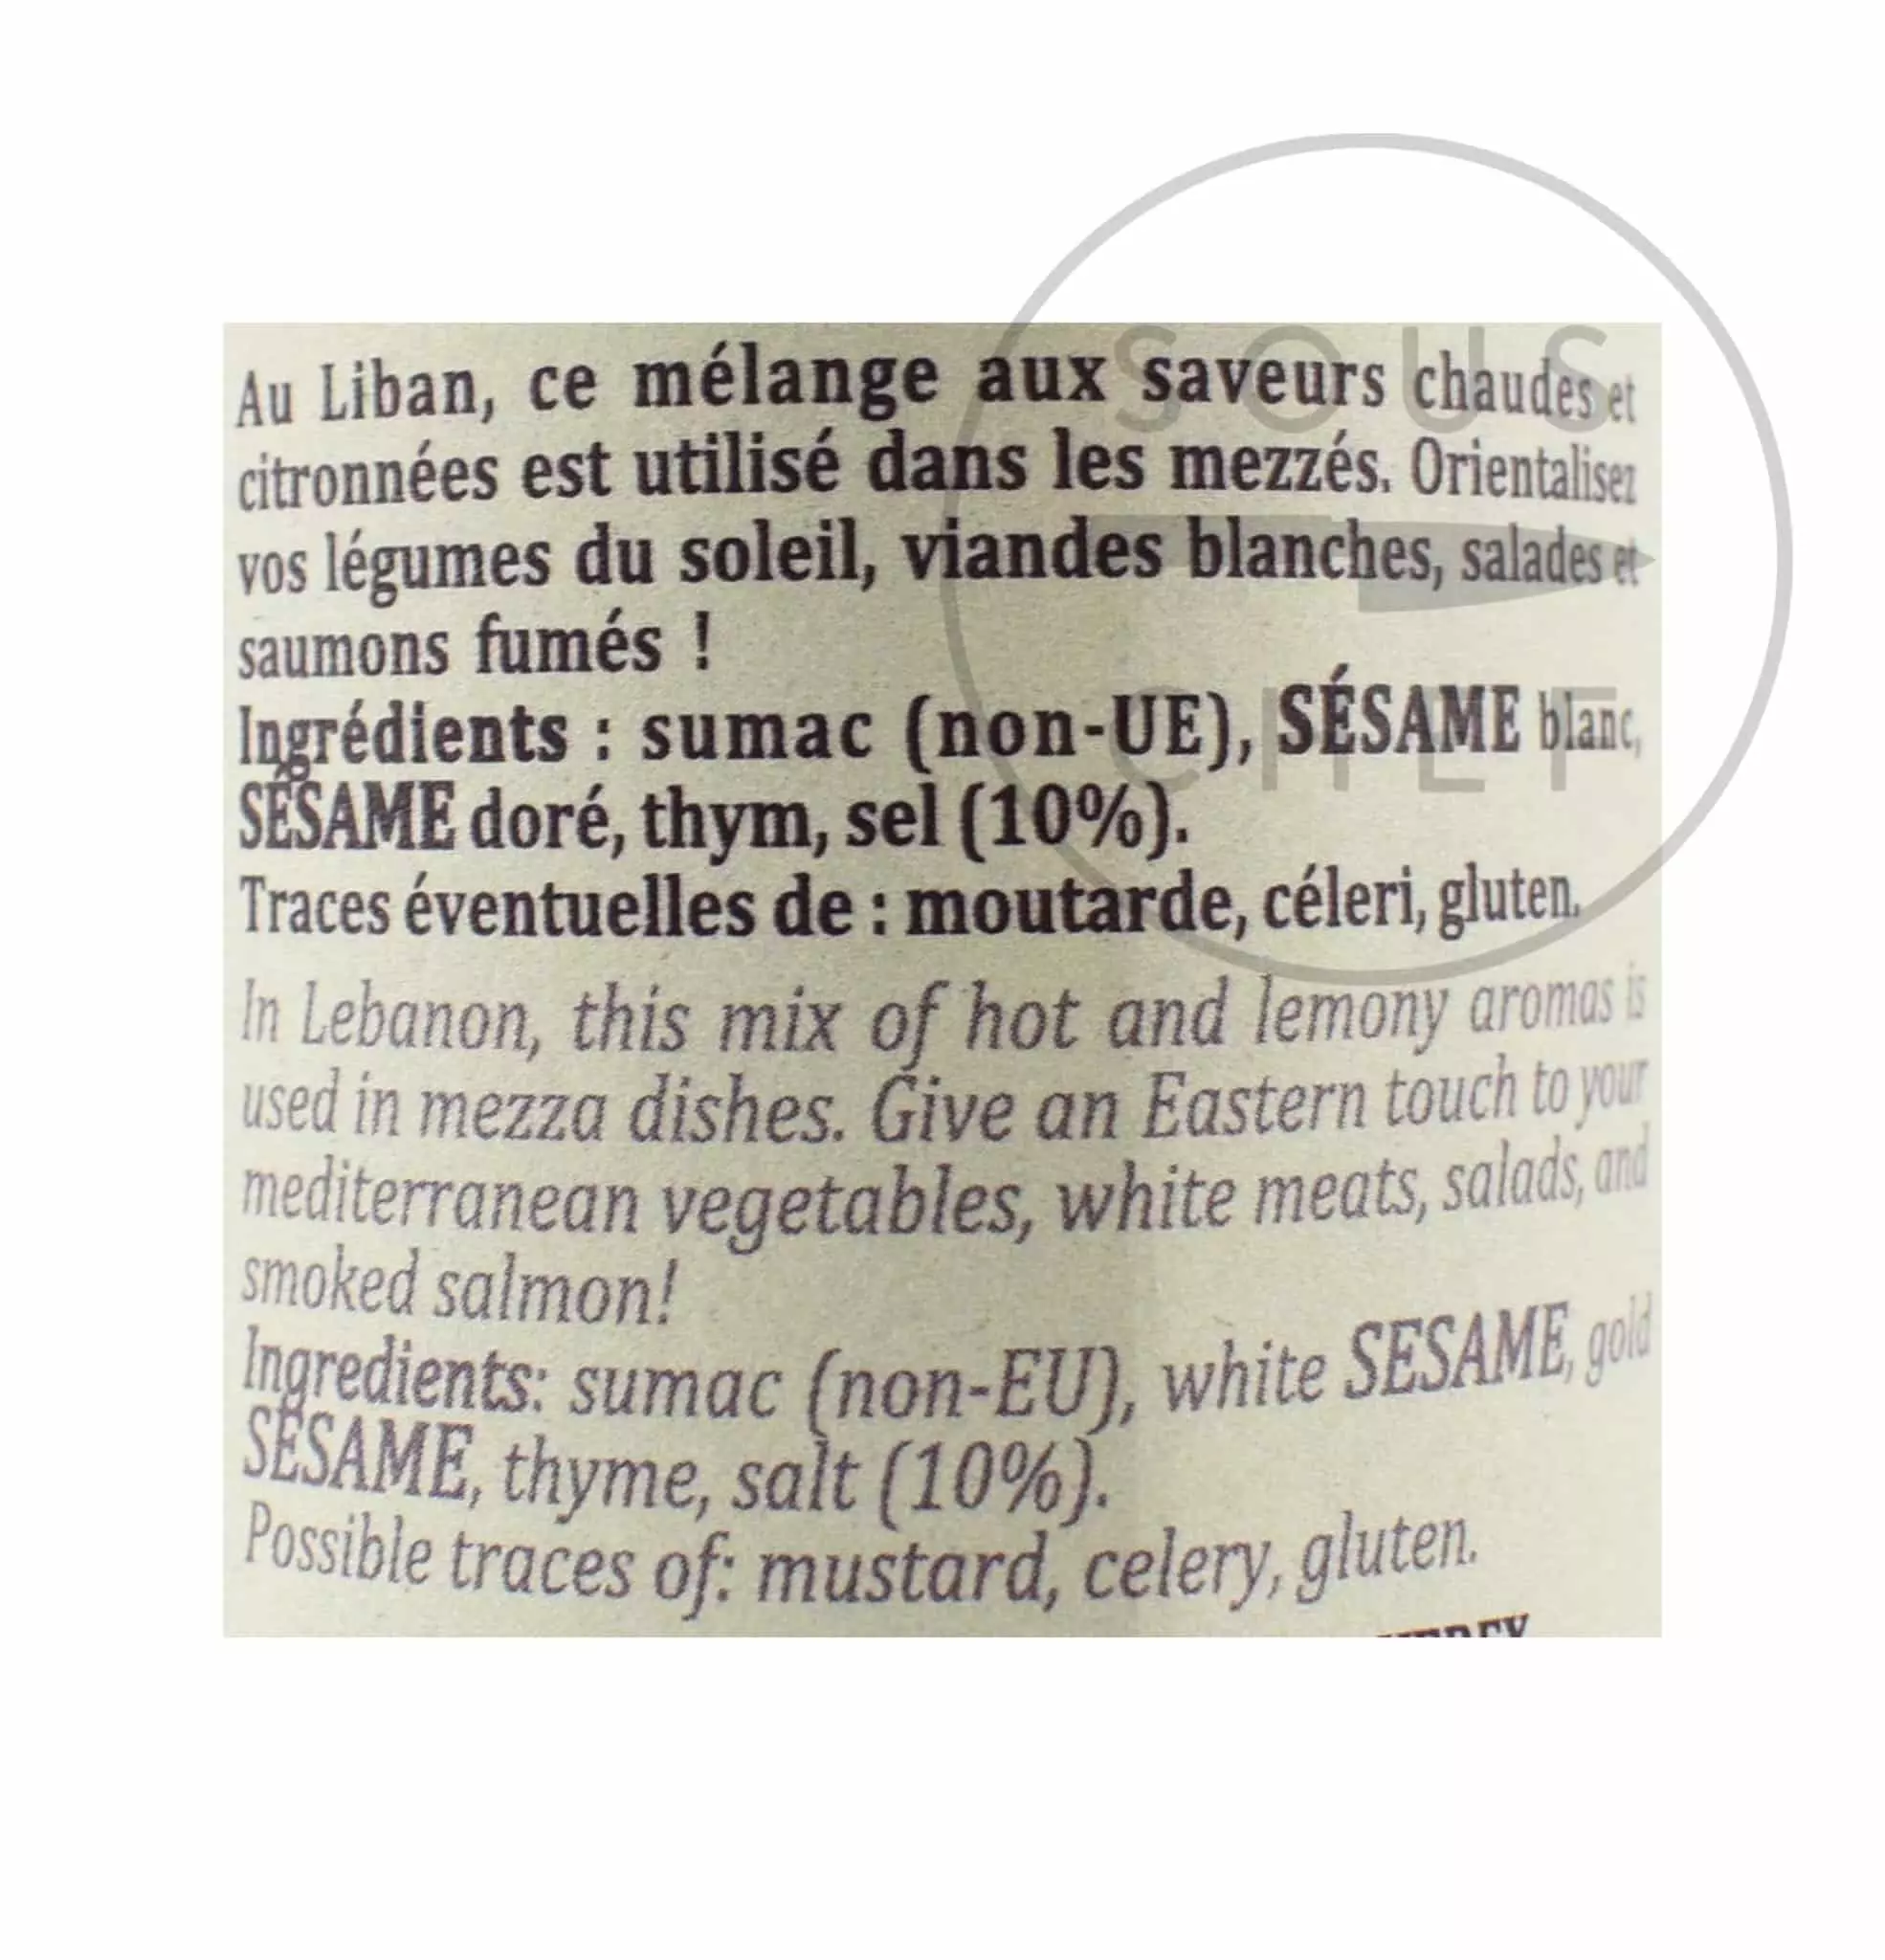 Au Liban, ce mélange aux saveurs chaudes et
citronnées est utilisé dans les mezzés. Orientalisez
vos légumes du soleil, viandes blanches, salades et
saumons fumés !
Ingrédients : sumac (non-UE), SÉSAME blanc,
SÉSAME doré, thym, sel (10%).
Traces éventuelles de : moutarde, céleri, gluten.
In Lebanon, this mix of hot and lemony aromas is
used in mezza dishes. Give an Eastern touch to your
mediterranean vegetables, white meats, salads, and
smoked salmon!
Ingredients: sumac (non-EU), white SESAME, gold
SESAME, thyme, salt (10%).
Possible traces of: mustard, celery, gluten.
SOUS
CHEF